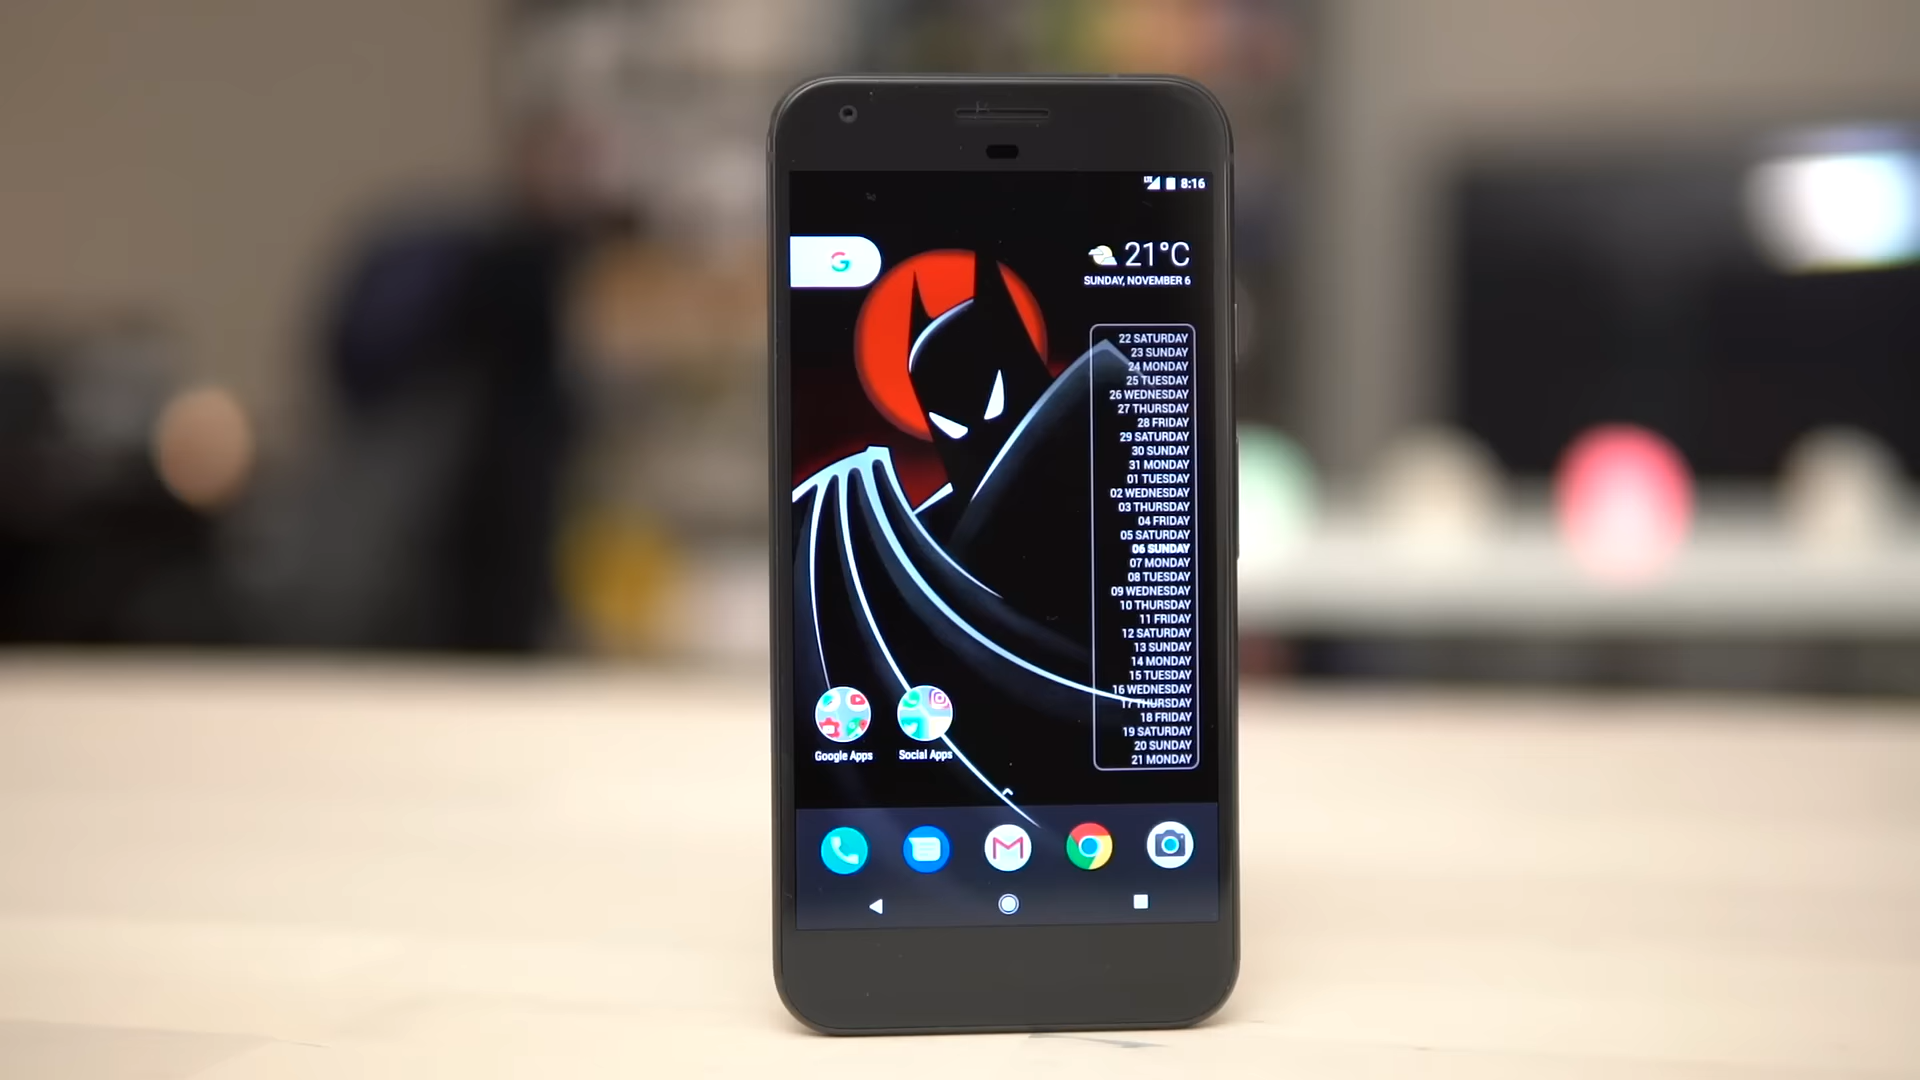 LTE 8:16
G
21°C
SUNDAY, NOVEMBER 6
22 SATURDAY
23 SUNDAY
24 MONDAY
25 TUESDAY
26 WEDNESDAY
27 THURSDAY
28 FRIDAY
29 SATURDAY
30 SUNDAY
31 MONDAY
01 TUESDAY
02 WEDNESDAY
03 THURSDAY
04 FRIDAY
05 SATURDAY
06 SUNDAY
07 MONDAY
08 TUESDAY
09 WEDNESDAY
10 THURSDAY
11 FRIDAY
12 SATURDAY
13 SUNDAY
14 MONDAY
15 TUESDAY
16 WEDNESDAY
17 THURSDAY
18 FRIDAY
19 SATURDAY
20 SUNDAY
21 MONDAY
Google Apps Social Apps